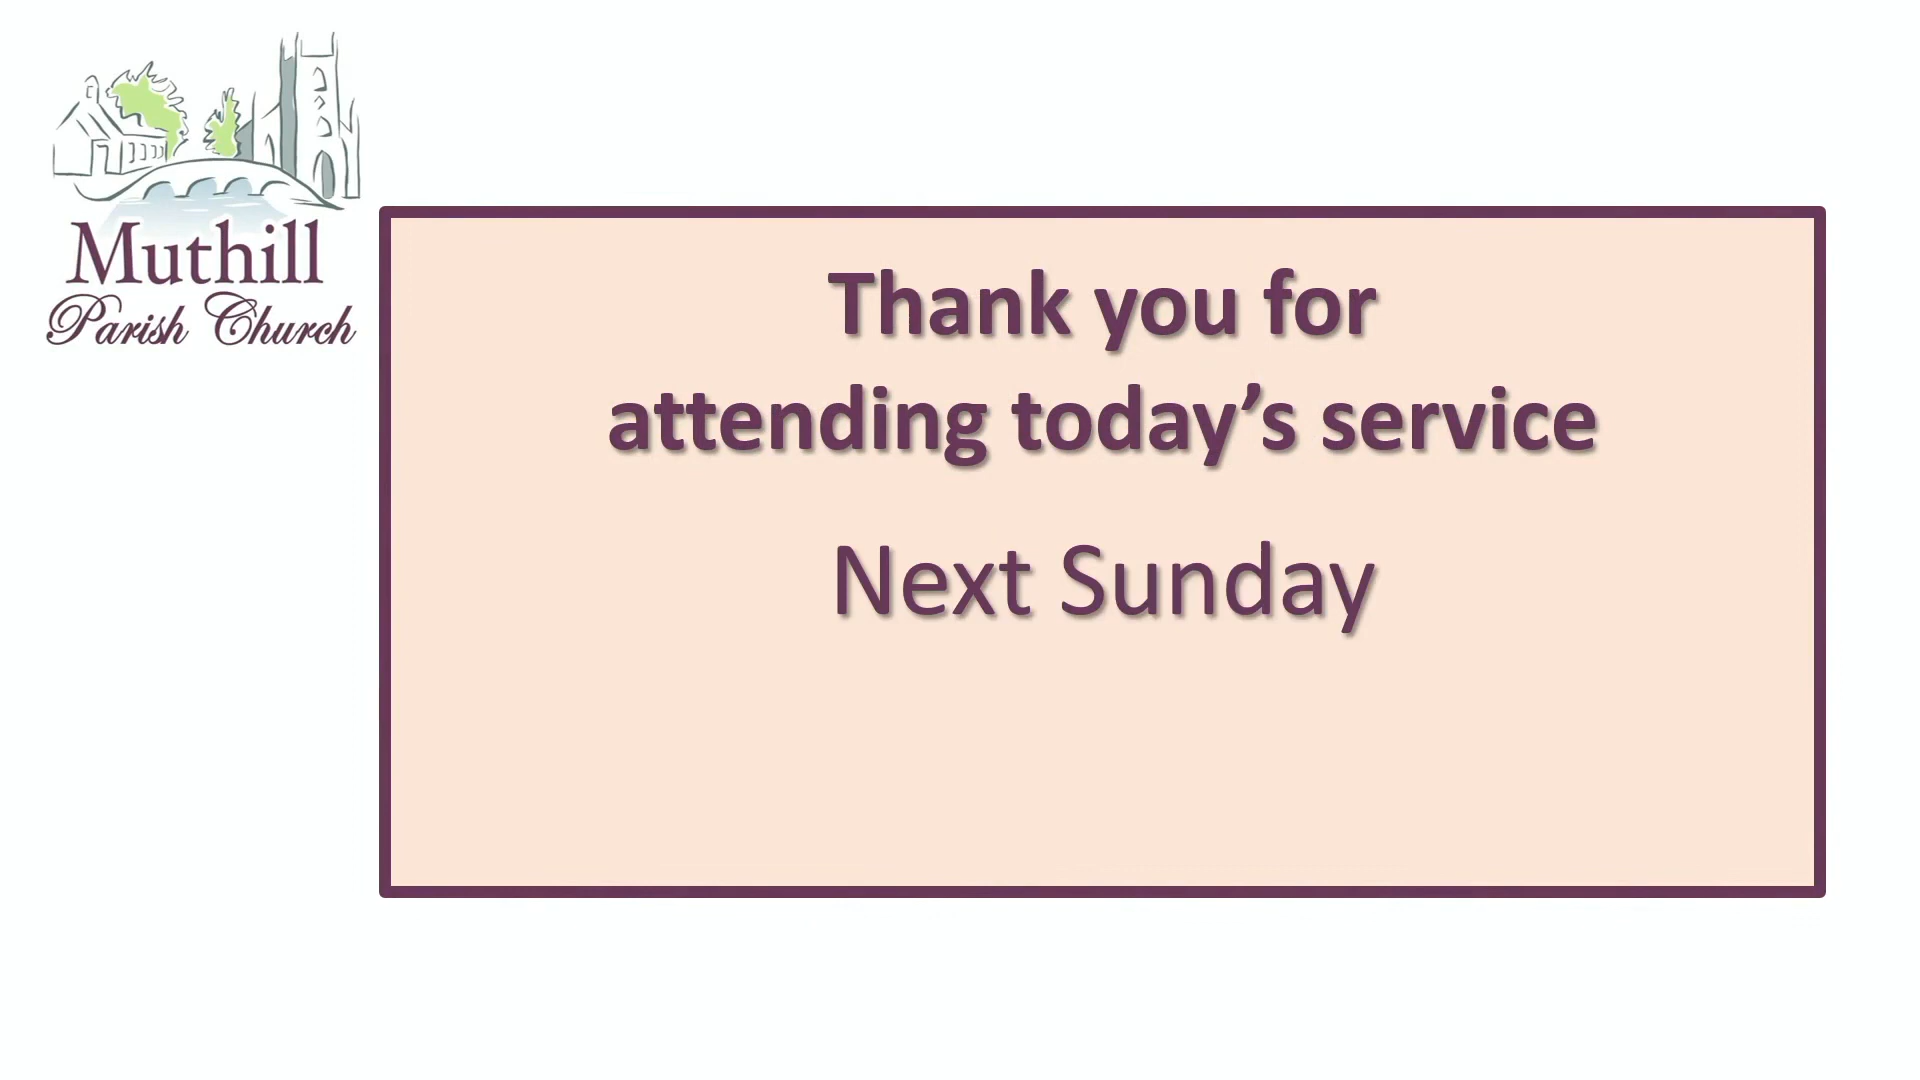 Muthill
Parish Church
Thank you for
attending today’s service
Next Sunday